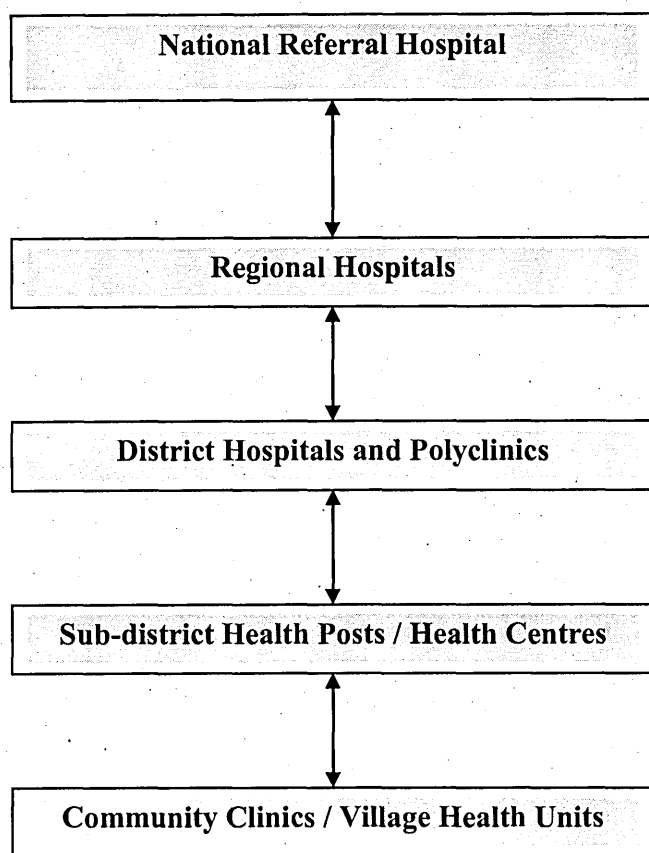 National Referral Hospital
Regional Hospitals
District Hospitals and Polyclinics
Sub-district Health Posts / Health Centres
Community Clinics / Village Health Units